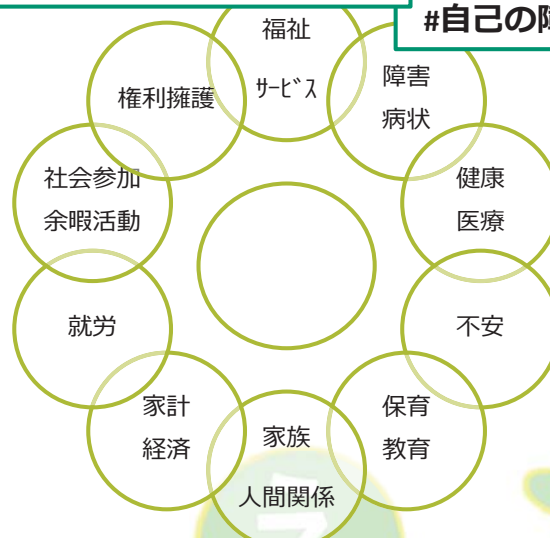 #自己の障
福祉
サービス
障害
病状
権利擁護
社会参加
余暇活動
健康
医療
就労
不安
家計
経済
家族
人間関係
保育
教育